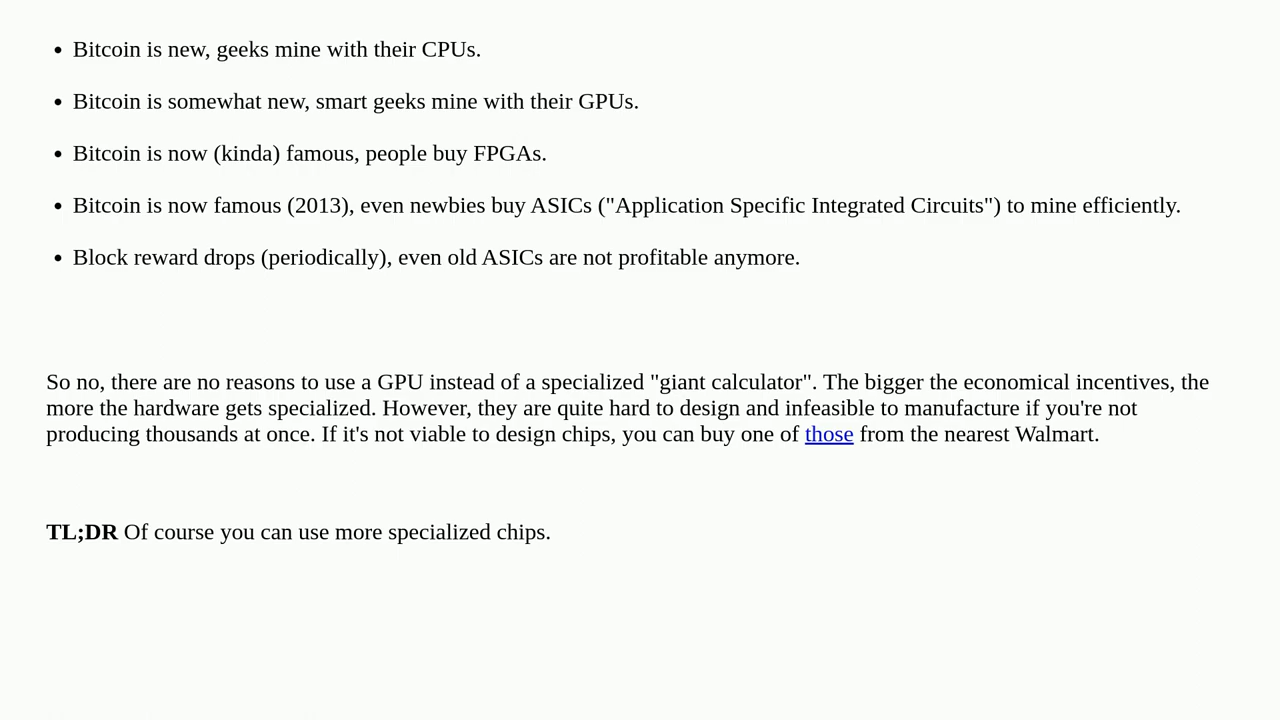 • Bitcoin is new, geeks mine with their CPUs.
• Bitcoin is somewhat new, smart geeks mine with their GPUs.
• Bitcoin is now (kinda) famous, people buy FPGAs.
• Bitcoin is now famous (2013), even newbies buy ASICs ("Application Specific Integrated Circuits") to mine efficiently.
• Block reward drops (periodically), even old ASICs are not profitable anymore.
So no, there are no reasons to use a GPU instead of a specialized "giant calculator". The bigger the economical incentives, the
more the hardware gets specialized. However, they are quite hard to design and infeasible to manufacture if you're not
producing thousands at once. If it's not viable to design chips, you can buy one of those from the nearest Walmart.
TL;DR Of course you can use more specialized chips.